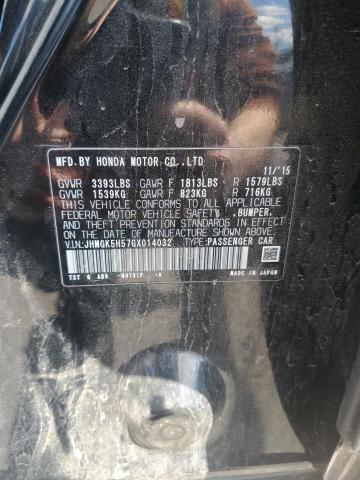 MFD.BY HONDA MOTOR CO.,LTD
11/'15
GVWR 3393LBS GAWR F 1813LBS R 1579LBS
GVWR 1539KG GAWR F 823KG R 716KG
THIS VEHICLE CONFORMS TO ALL APPLICABLE
FEDERAL MOTOR VEHICLE SAFETY, BUMPER,
AND THEFT PREVENTION STANDARDS IN EFFECT
ON THE DATE OF MANUFACTURE SHOWN ABOVE.
VIN:JHMGK5H57GX014032 TYPE:PASSENGER CAR
NH731P -A
MADE IN JAPAN